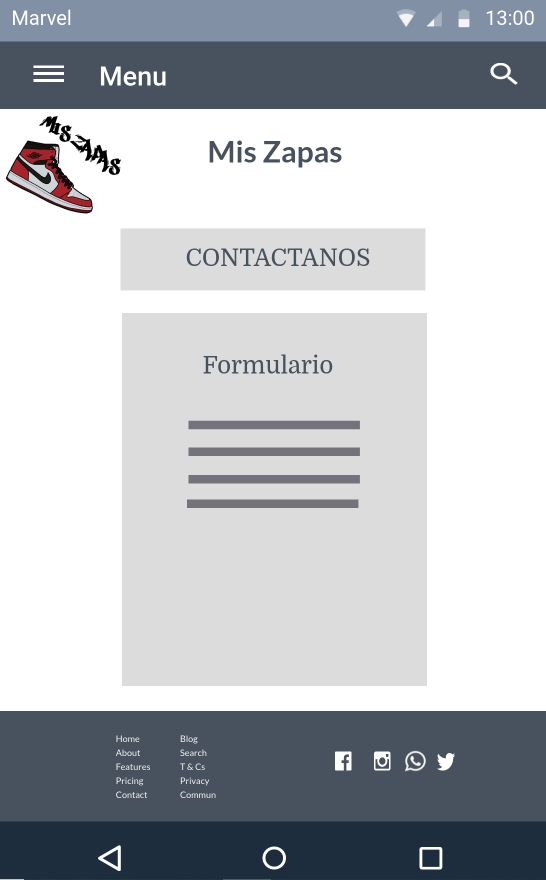 Marvel 13:00
Menu
MIS ZAPAS
Mis Zapas
CONTACTANOS
Formulario
Home Blog
About Search
Features T & Cs
Pricing Privacy
Contact Commun